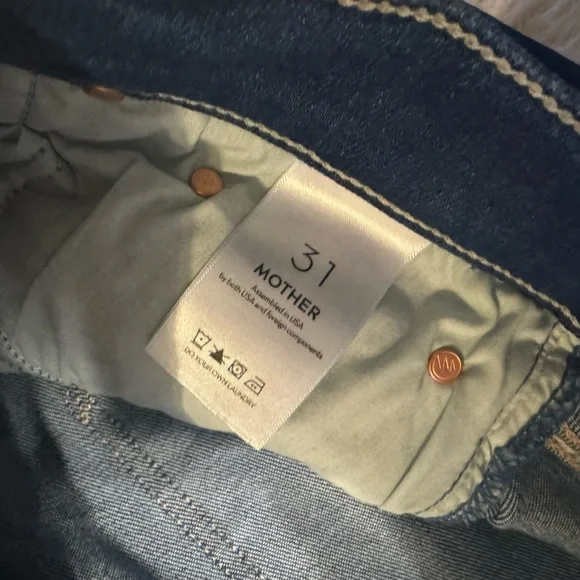 31
MOTHER
Assembled in USA
by both USA and foreign components
DO YOUR OWN LAUNDRY